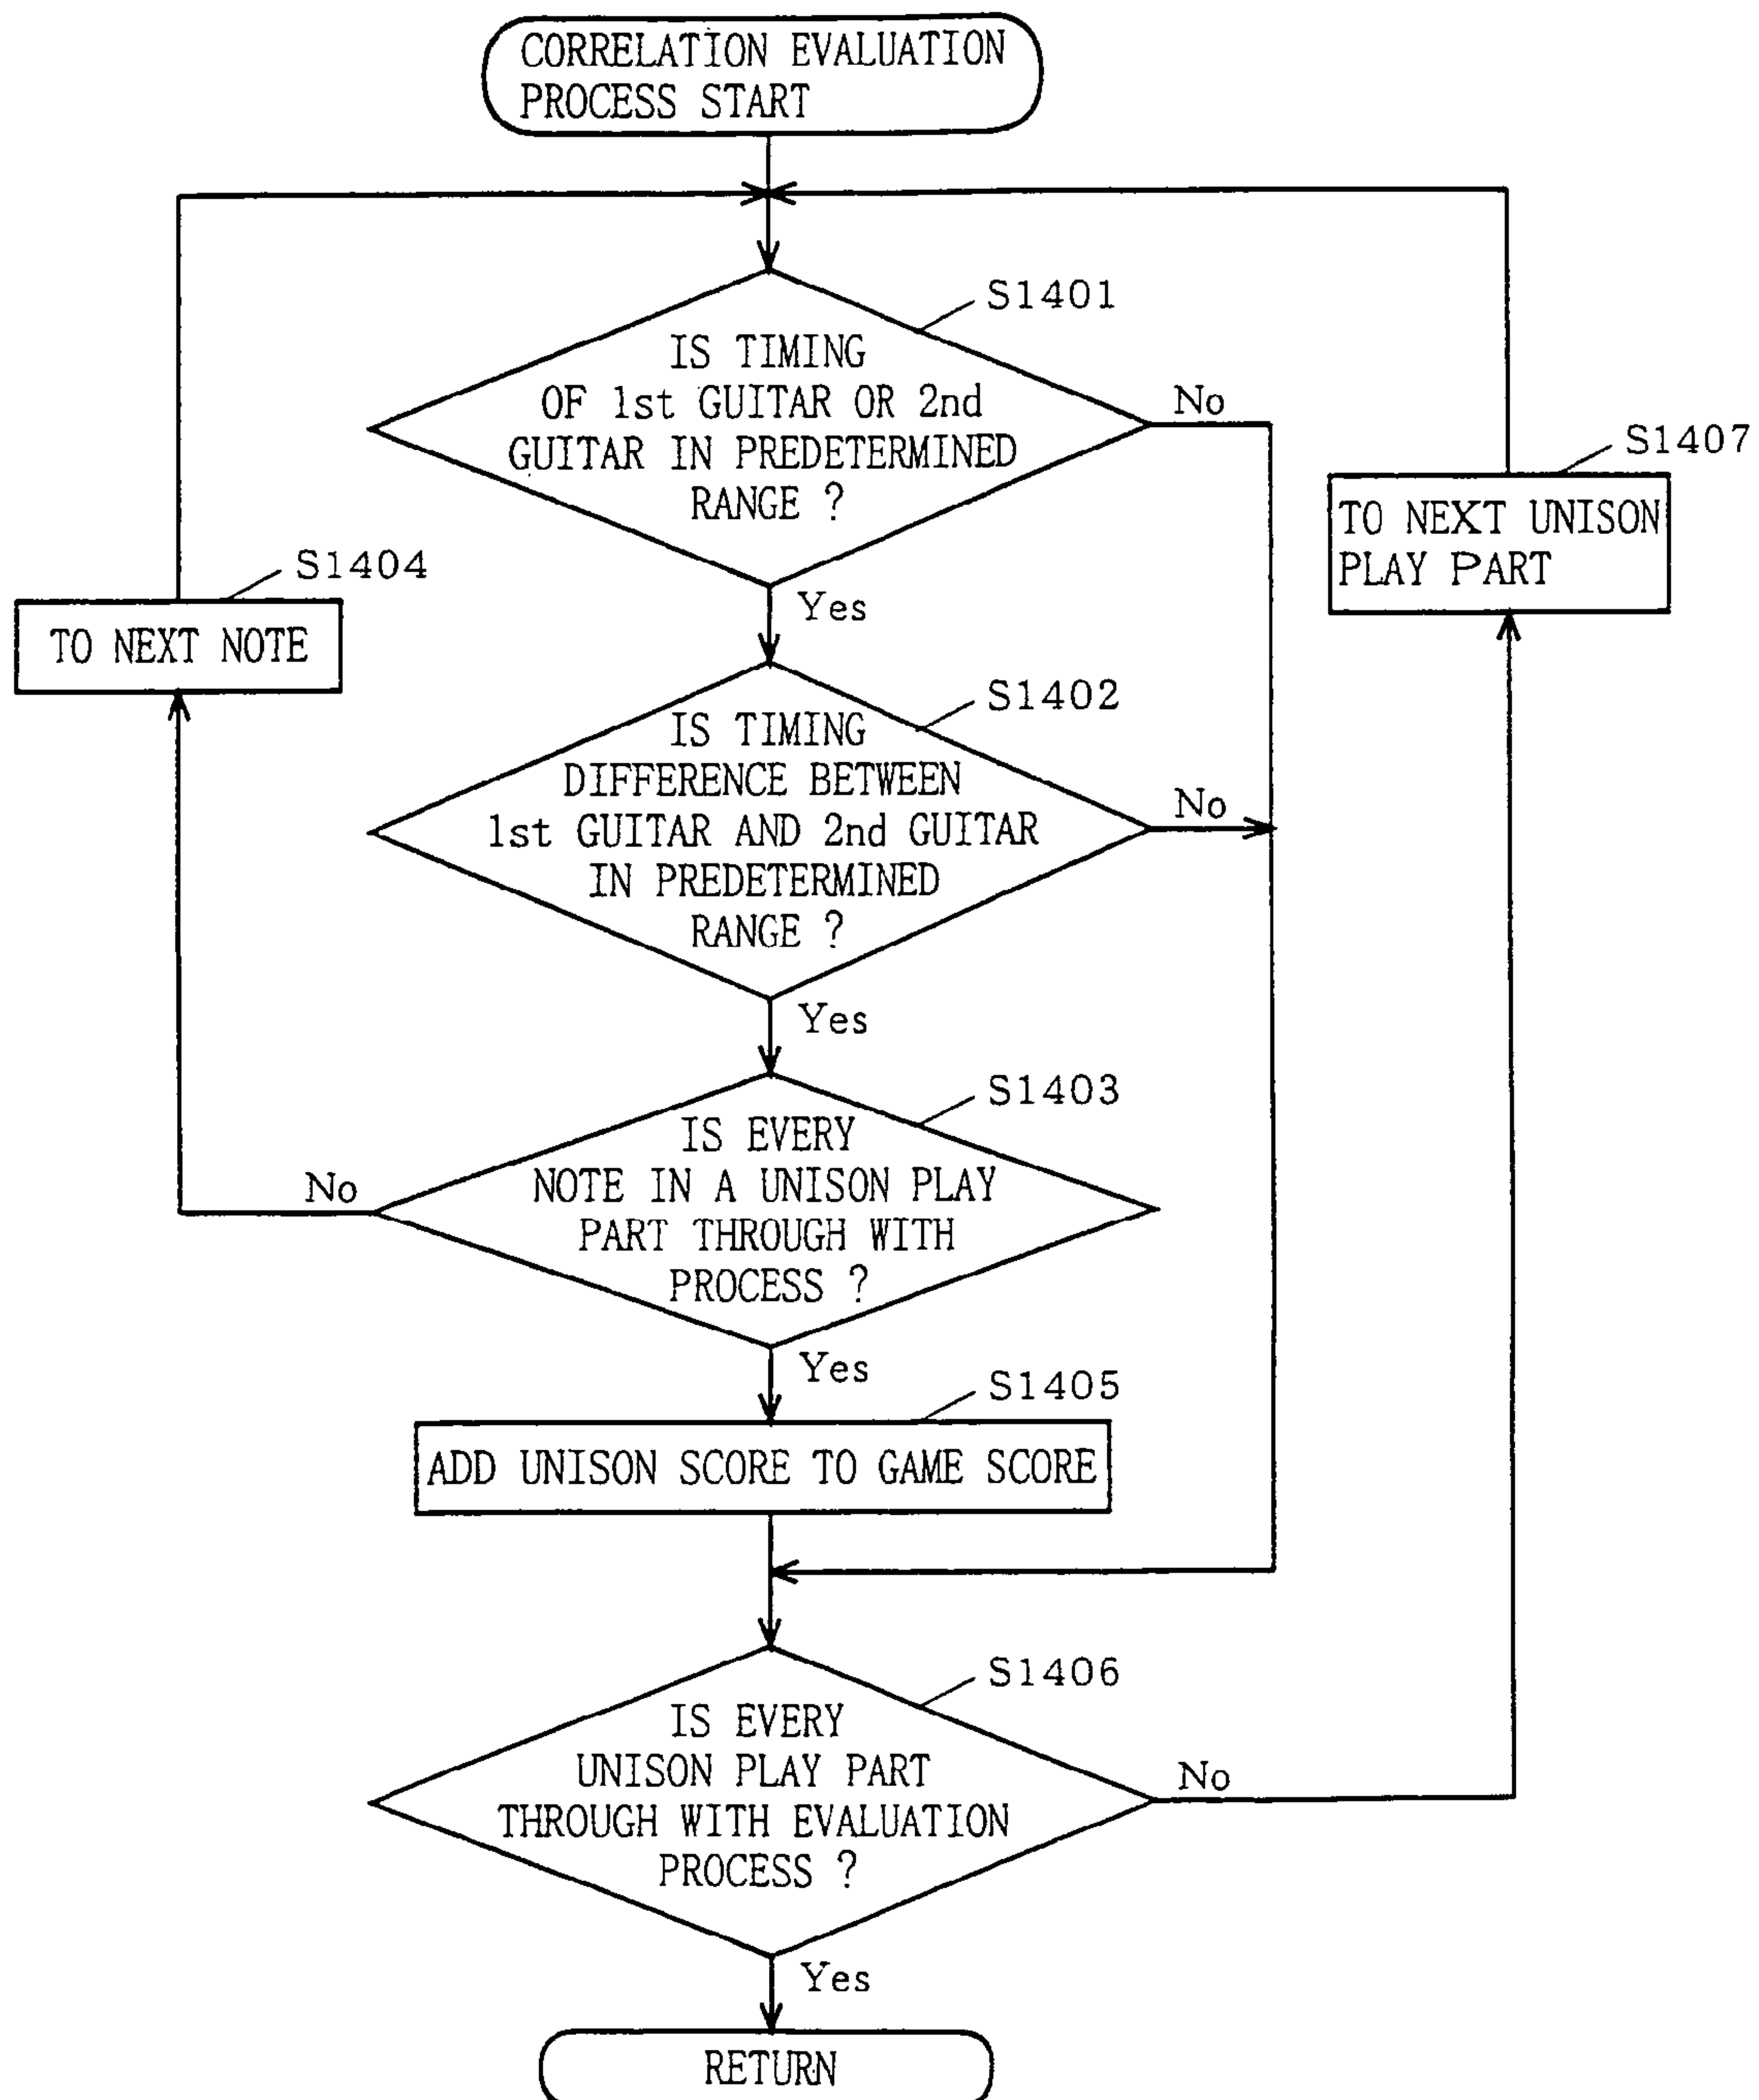 CORRELATION EVALUATION
PROCESS START
S1401
IS TIMING
OF 1st GUITAR OR 2nd
GUITAR IN PREDETERMINED
RANGE ?
No
Yes
S1407
TO NEXT UNISON
PLAY PART
S1404
TO NEXT NOTE
S1402
IS TIMING
DIFFERENCE BETWEEN
1st GUITAR AND 2nd GUITAR
IN PREDETERMINED
RANGE ?
No
Yes
S1403
IS EVERY
NOTE IN A UNISON PLAY
PART THROUGH WITH
PROCESS ?
No
Yes
S1405
ADD UNISON SCORE TO GAME SCORE
S1406
IS EVERY
UNISON PLAY PART
THROUGH WITH EVALUATION
PROCESS ?
No
Yes
RETURN